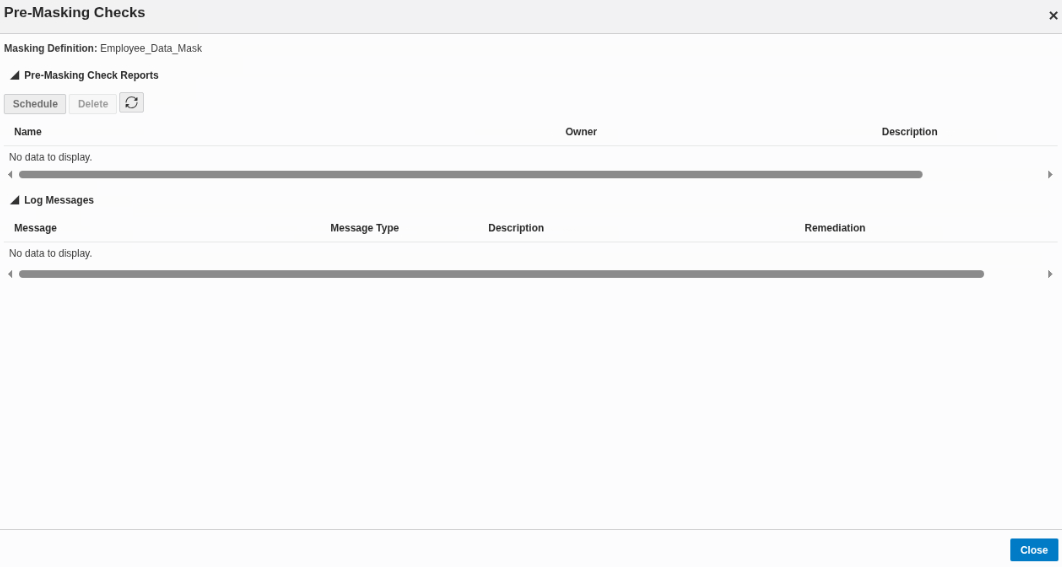 Pre-Masking Checks
Masking Definition: Employee_Data_Mask
Pre-Masking Check Reports
Schedule Delete
Name Owner Description
No data to display.
Log Messages
Message Message Type Description Remediation
No data to display.
Close